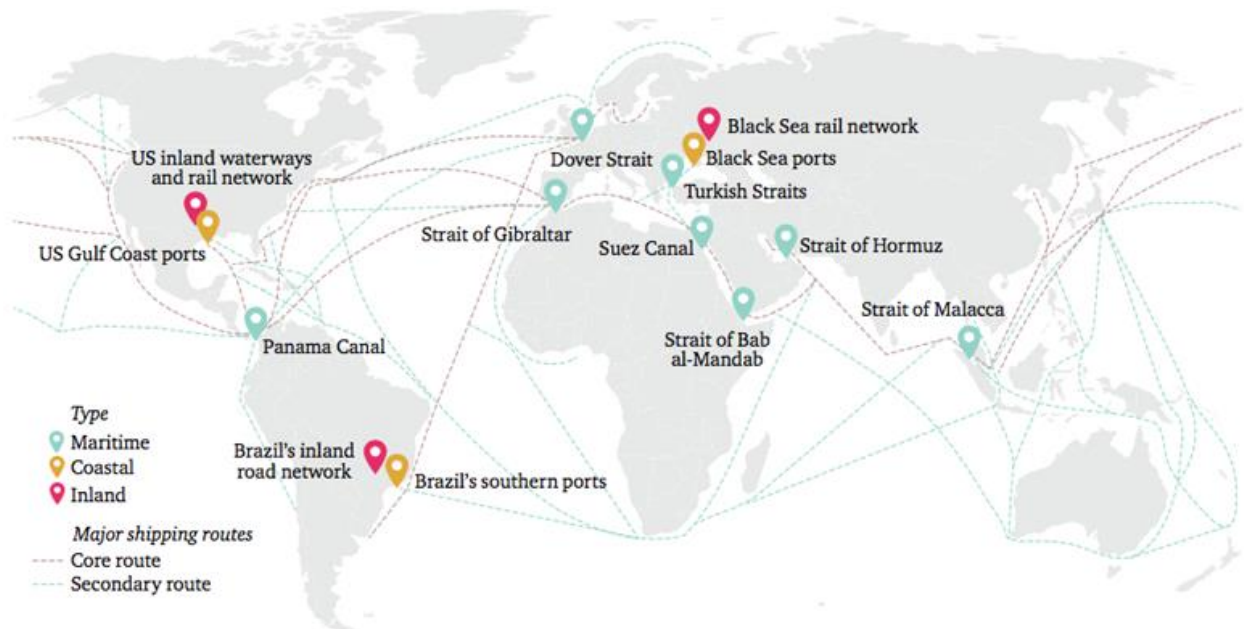 US inland waterways
and rail network
US Gulf Coast ports
Panama Canal
Dover Strait
Strait of Gibraltar
Black Sea rail network
Black Sea ports
Turkish Straits
Suez Canal
Strait of Hormuz
Strait of Bab
al-Mandab
Strait of Malacca
Brazil's inland
road network
Brazil's southern ports
Type
Maritime
Coastal
Inland
Major shipping routes
Core route
Secondary route